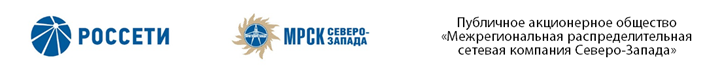 РОССЕТИ
МРСК СЕВЕРО-
ЗАПАДА
Публичное акционерное общество
«Межрегиональная распределительная
сетевая компания Северо-Запада»